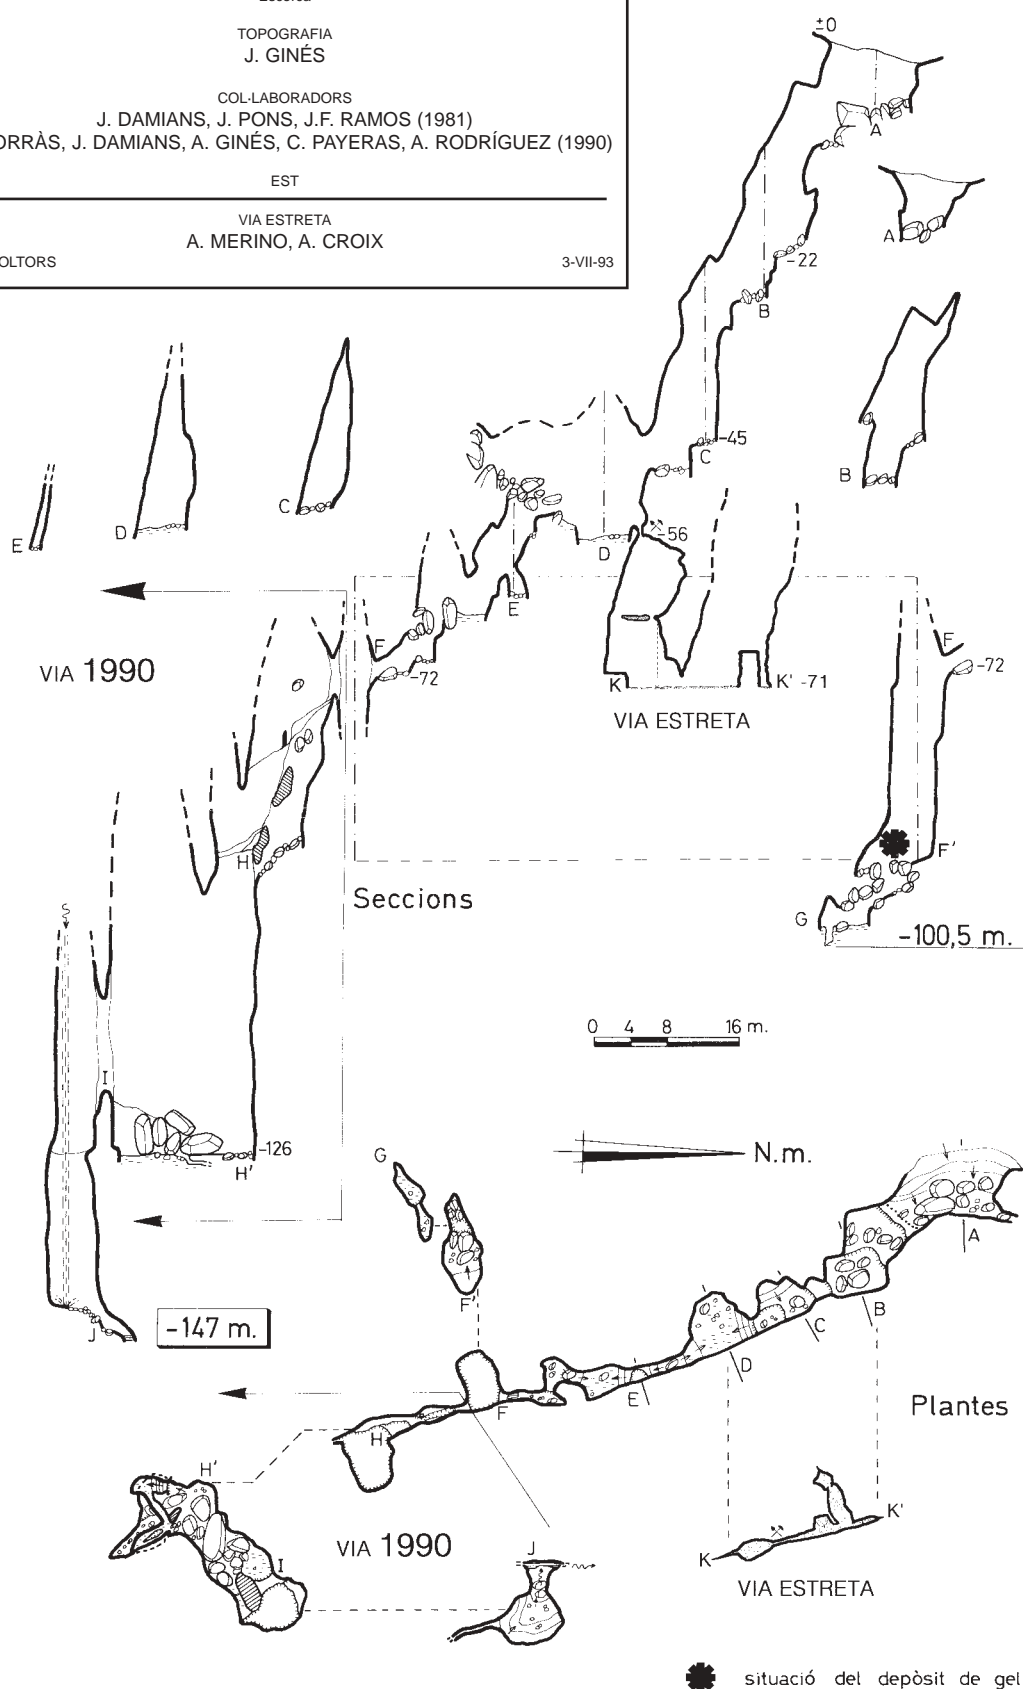 TOPOGRAFIA
J. GINÉS
COL·LABORADORS
J. DAMIANS, J. PONS, J.F. RAMOS (1981)
ORRÀS, J. DAMIANS, A. GINÉS, C. PAYERAS, A. RODRÍGUEZ (1990)
EST
VIA ESTRETA
A. MERINO, A. CROIX
OLTORS 3-VII-93
±0
A
A
-22
B
B
-45
C
C
D
D
E
E
-56
VIA 1990
F
-72
K
K' -71
VIA ESTRETA
F
-72
H
F'
Seccions
G
-100,5 m.
S
0 4 8 16 m.
I
-126
H'
N.m.
J
-147 m.
G
F'
A
B
C
D
E
F
H
Plantes
H'
I
VIA 1990
J
K
K'
VIA ESTRETA
situació del depòsit de gel